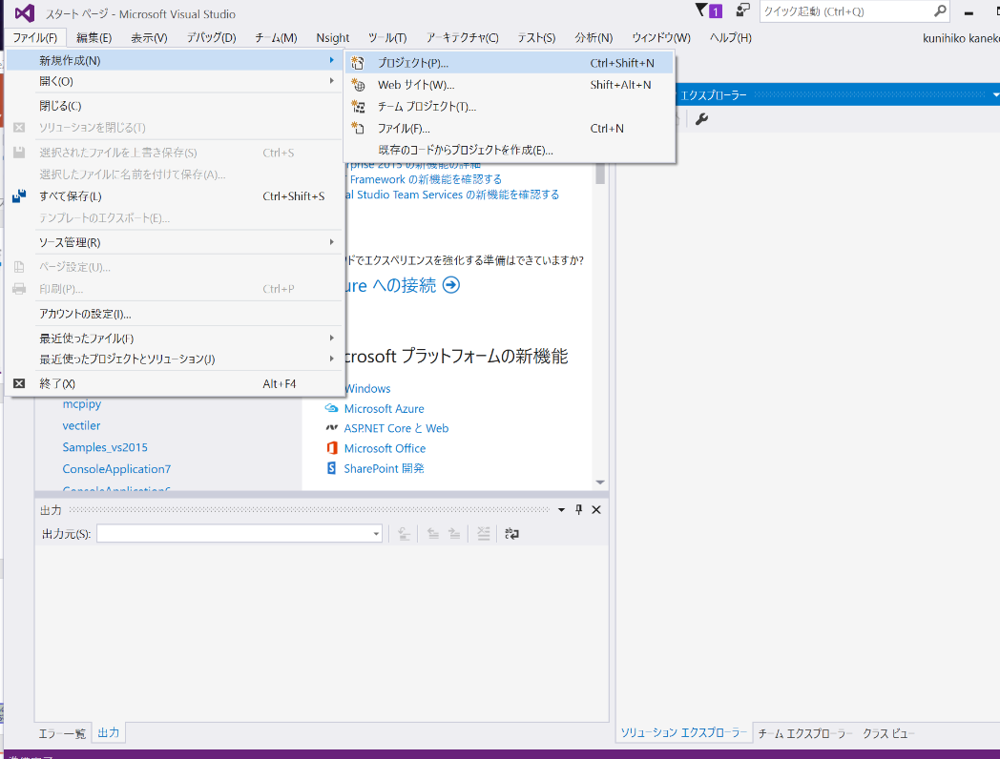 スタート ページ - Microsoft Visual Studio
1
クイック起動 (Ctrl+Q)
ファイル(F) 編集(E) 表示(V) デバッグ(D) チーム(M) Nsight ツール(T) アーキテクチャ(C) テスト(S) 分析(N) ウィンドウ(W) ヘルプ(H) kunihiko kaneko
新規作成(N)
開く(O)
閉じる(C)
ソリューションを閉じる(T)
選択されたファイルを上書き保存(S) Ctrl+S
選択したファイルに名前を付けて保存(A)...
すべて保存(L) Ctrl+Shift+S
テンプレートのエクスポート(E)...
ソース管理(R)
ページ設定(U)...
印刷(P)... Ctrl+P
アカウントの設定(I)...
最近使ったファイル(F)
最近使ったプロジェクトとソリューション(J)
終了(X) Alt+F4
プロジェクト(P)... Ctrl+Shift+N
Web サイト(W)... Shift+Alt+N
チーム プロジェクト(T)...
ファイル(F)... Ctrl+N
既存のコードからプロジェクトを作成(E)...
エクスプローラー
rprise 2015 の新機能の詳細
Framework の新機能を確認する
al Studio Team Services の新機能を確認する
ドでエクスペリエンスを強化する準備はできていますか?
ure への接続
crosoft プラットフォームの新機能
Windows
Microsoft Azure
ASP.NET Core と Web
Microsoft Office
SharePoint 開発
mcpipy
vectiler
Samples_vs2015
ConsoleApplication7
ConsoleApplication6
出力
出力元(S):
エラー一覧 出力
ソリューション エクスプローラー チーム エクスプローラー クラス ビュー
準備完了